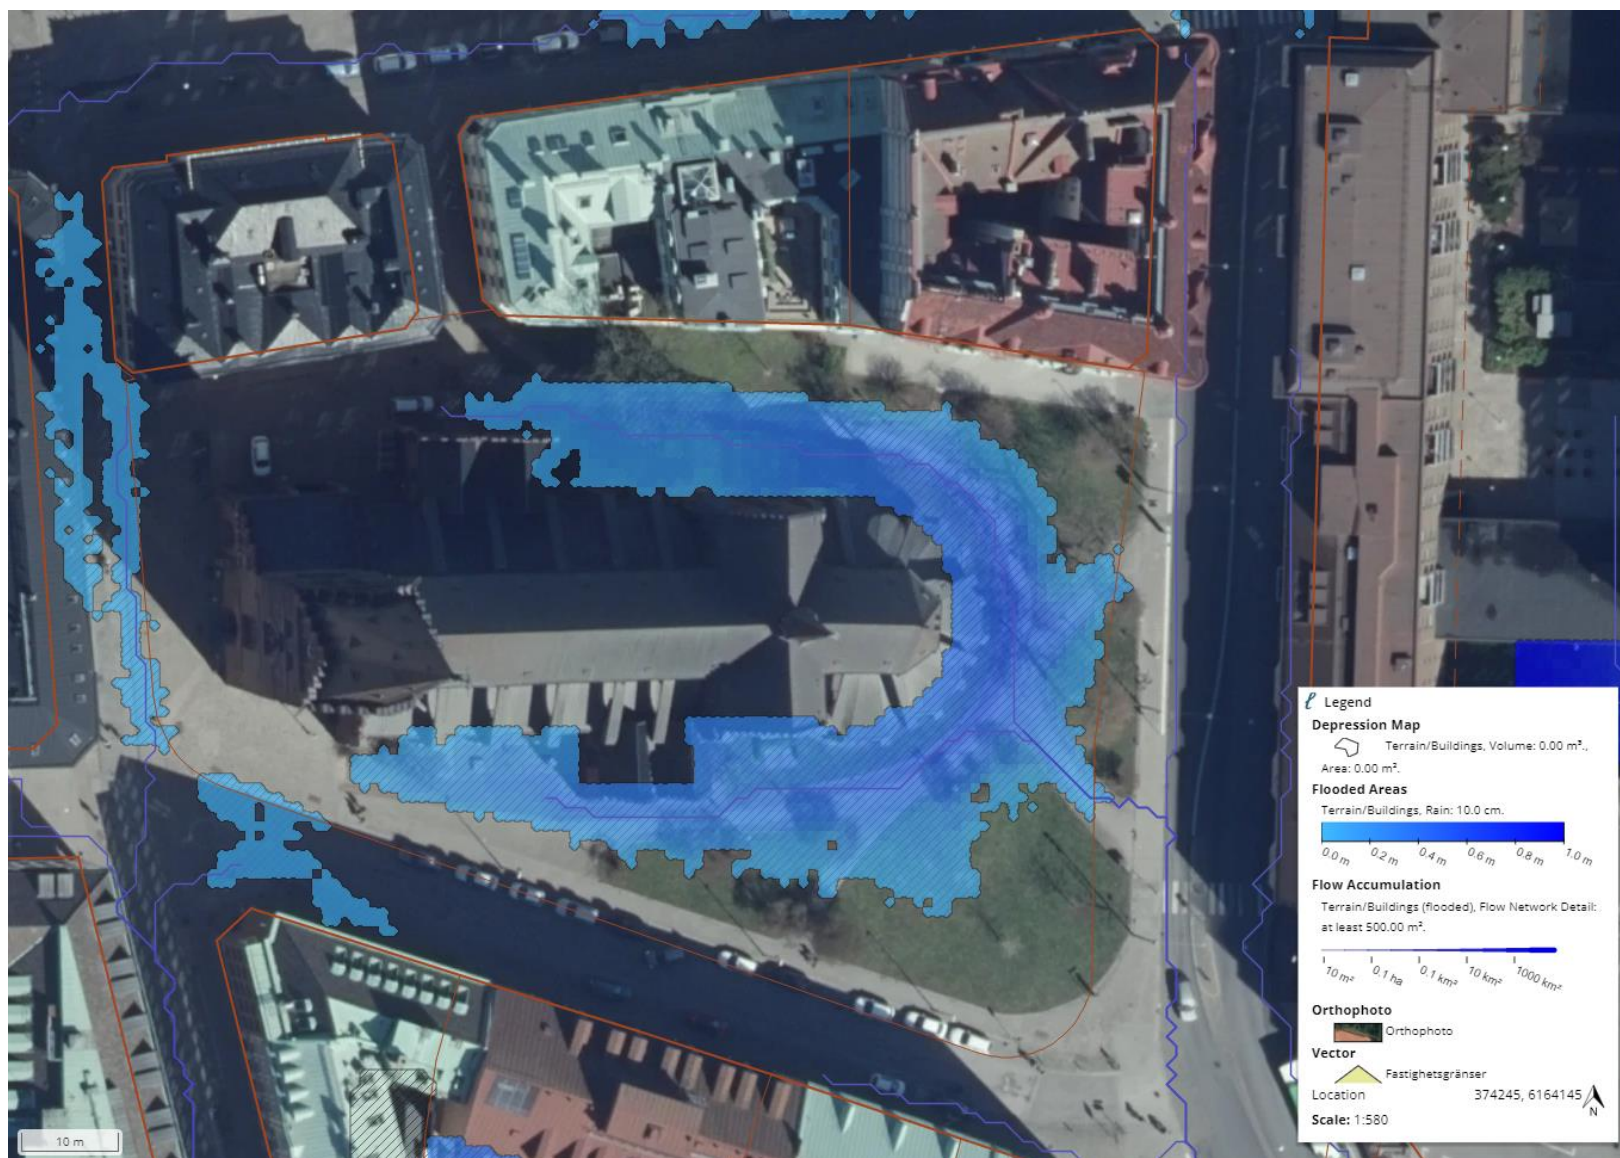 Legend
Depression Map
Terrain/Buildings, Volume: 0.00 m³.,
Area: 0.00 m².
Flooded Areas
Terrain/Buildings, Rain: 10.0 cm.
0.0 m 0.2 m 0.4 m 0.6 m 0.8 m 1.0 m
Flow Accumulation
Terrain/Buildings (flooded), Flow Network Detail:
at least 500.00 m².
10 m² 0.1 ha 0.1 km² 10 km² 1000 km²
Orthophoto
Orthophoto
Vector
Fastighetsgränser
Location 374245, 6164145
N
Scale: 1:580
10 m